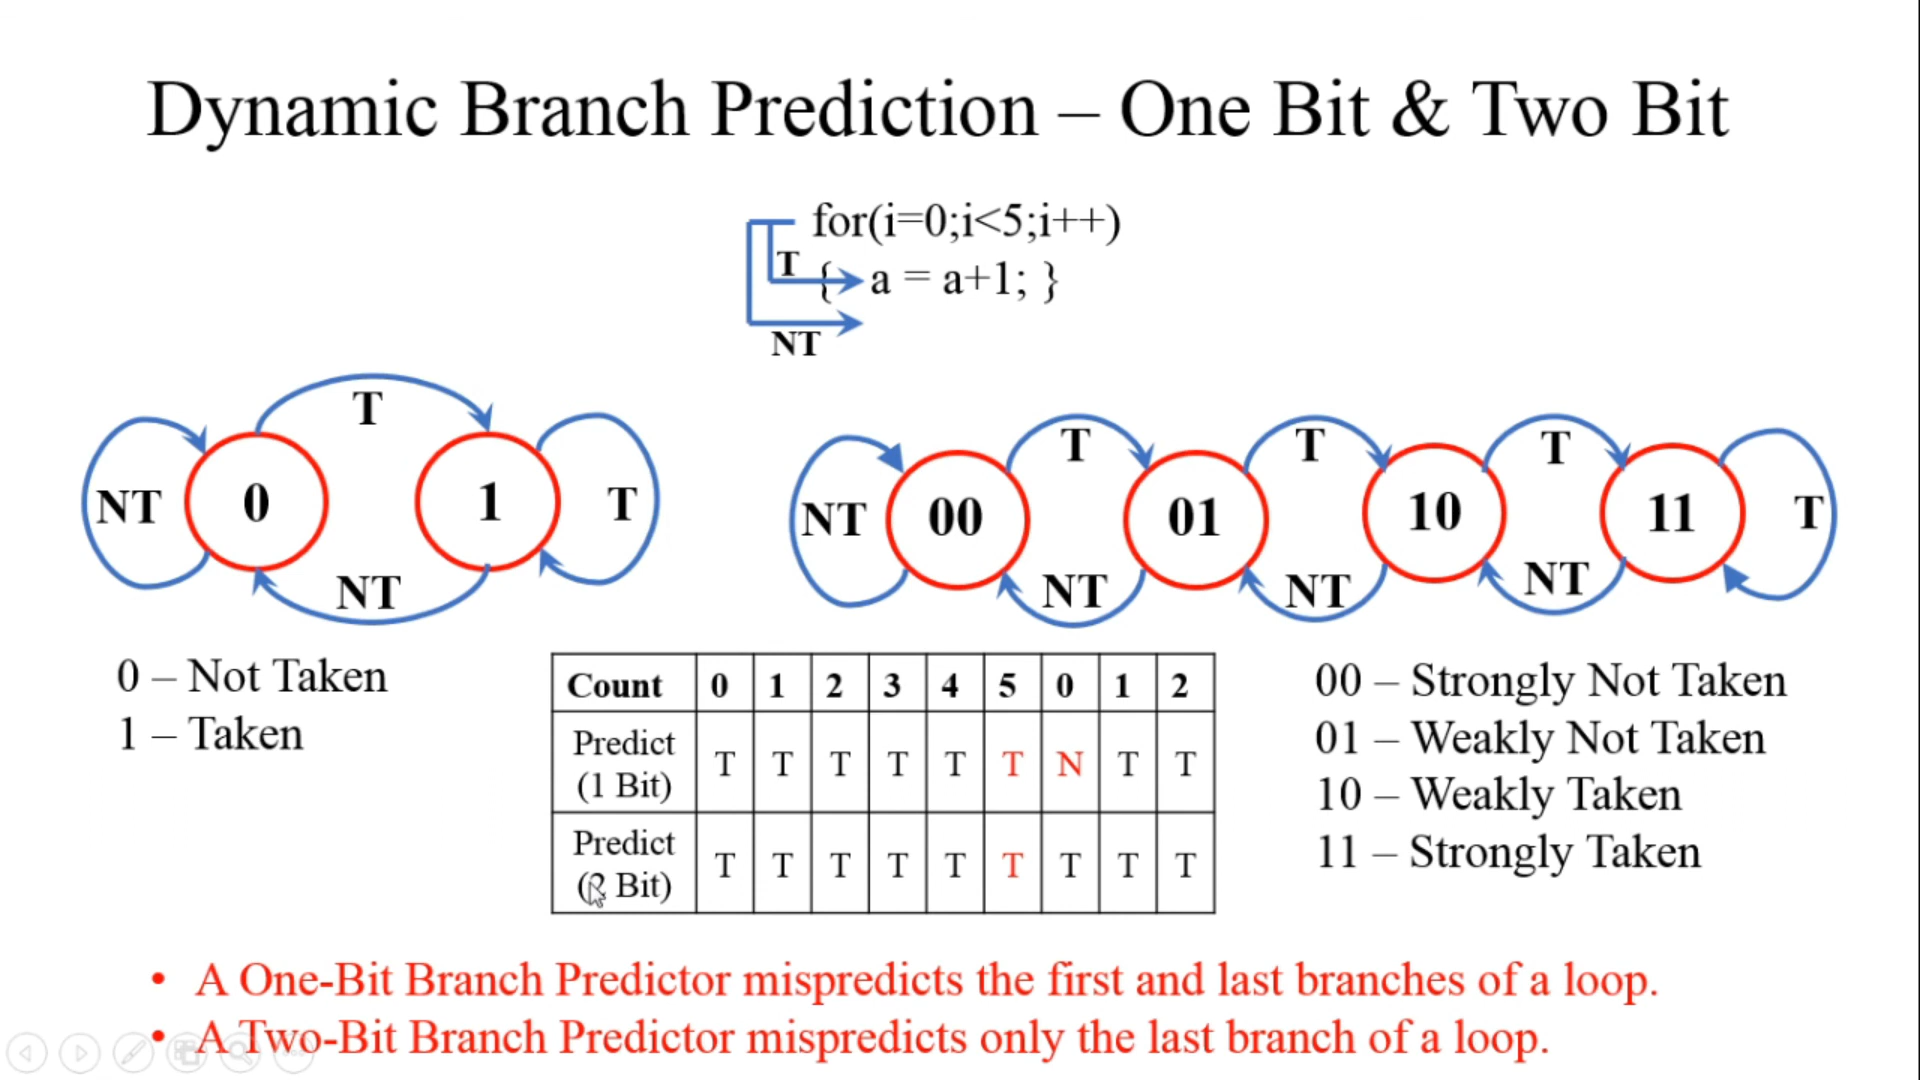 Dynamic Branch Prediction – One Bit & Two Bit
for(i=0;i<5;i++)
T
{ a = a+1; }
NT
T
NT 0 1 T
NT
T T T
NT 00 01 10 11 T
NT NT NT
0 – Not Taken
1 – Taken
Count 0 1 2 3 4 5 0 1 2
Predict
(1 Bit) T T T T T T N T T
Predict
(2 Bit) T T T T T T T T T
00 – Strongly Not Taken
01 – Weakly Not Taken
10 – Weakly Taken
11 – Strongly Taken
• A One-Bit Branch Predictor mispredicts the first and last branches of a loop.
• A Two-Bit Branch Predictor mispredicts only the last branch of a loop.